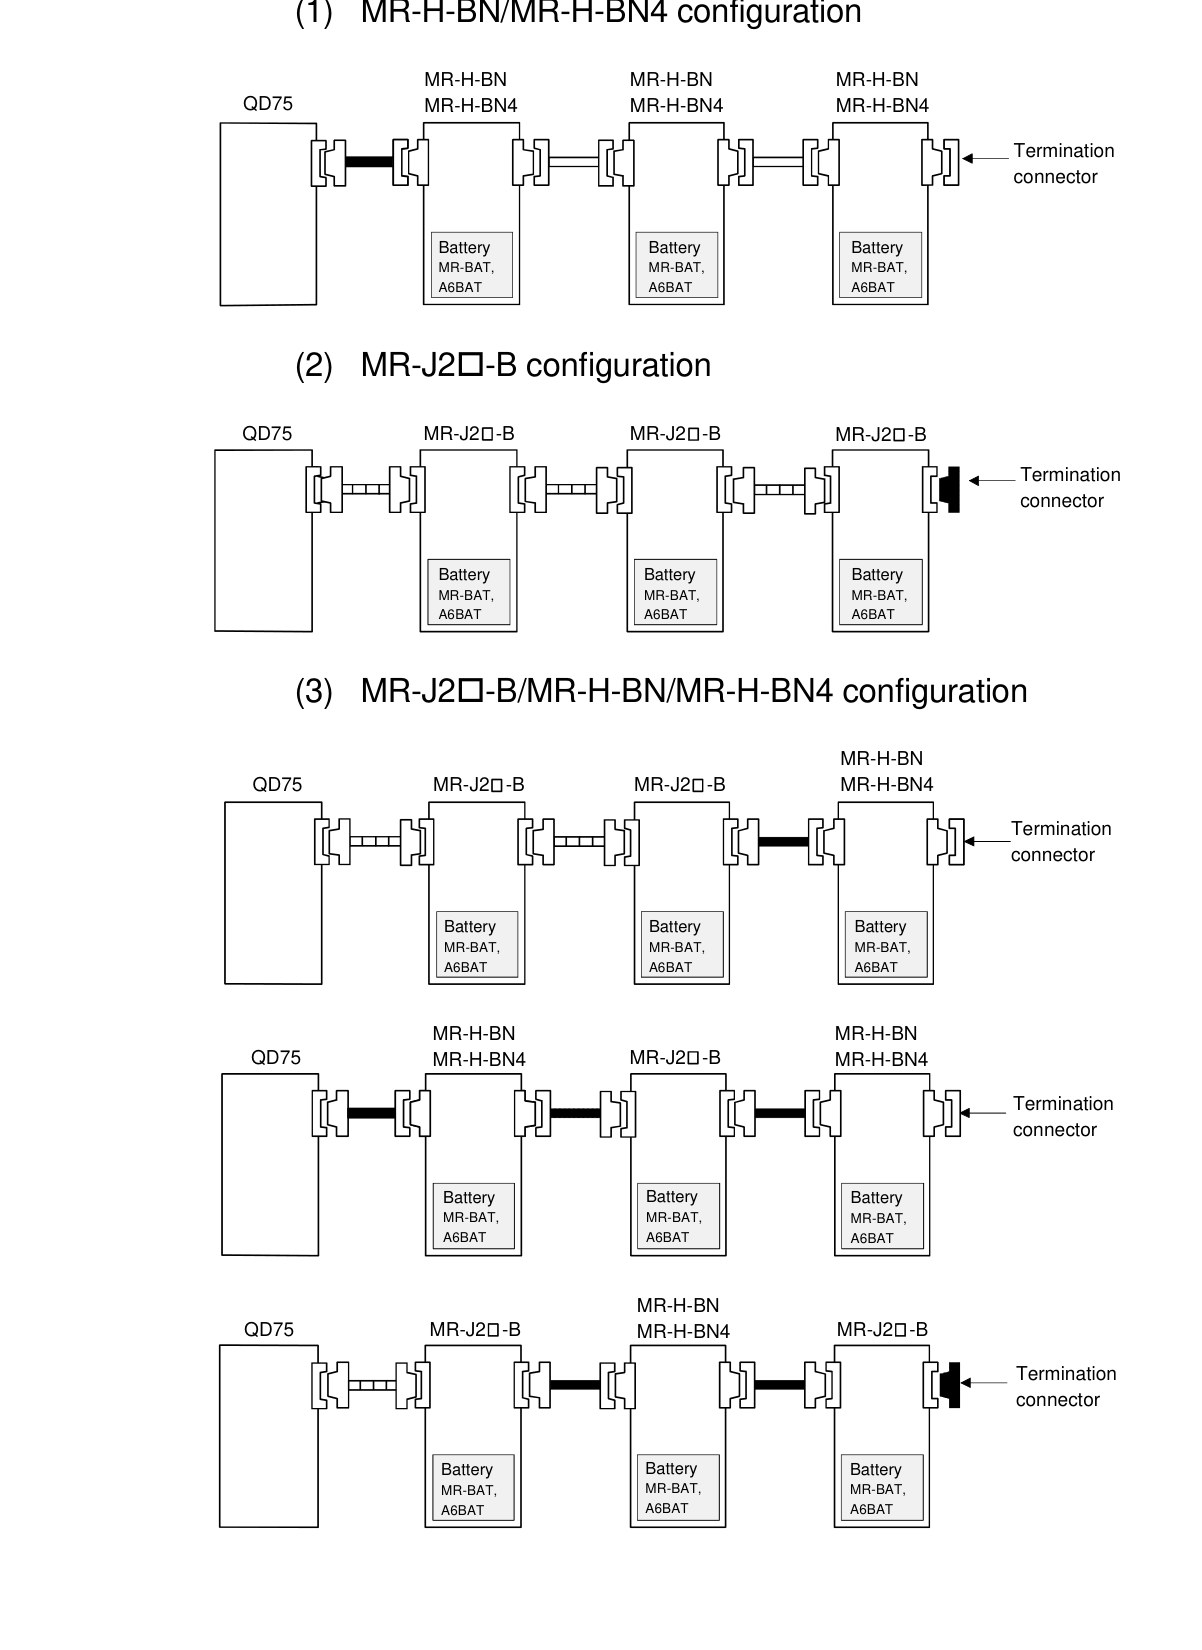 (1) MR-H-BN/MR-H-BN4 configuration
MR-H-BN MR-H-BN MR-H-BN
QD75 MR-H-BN4 MR-H-BN4 MR-H-BN4
Termination
connector
Battery Battery Battery
MR-BAT, MR-BAT, MR-BAT,
A6BAT A6BAT A6BAT
(2) MR-J2□-B configuration
QD75 MR-J2□-B MR-J2□-B MR-J2□-B
Termination
connector
Battery Battery Battery
MR-BAT, MR-BAT, MR-BAT,
A6BAT A6BAT A6BAT
(3) MR-J2□-B/MR-H-BN/MR-H-BN4 configuration
MR-H-BN
QD75 MR-J2□-B MR-J2□-B MR-H-BN4
Termination
connector
Battery Battery Battery
MR-BAT, MR-BAT, MR-BAT,
A6BAT A6BAT A6BAT
MR-H-BN MR-H-BN
QD75 MR-H-BN4 MR-J2□-B MR-H-BN4
Termination
connector
Battery Battery Battery
MR-BAT, MR-BAT, MR-BAT,
A6BAT A6BAT A6BAT
MR-H-BN
QD75 MR-J2□-B MR-H-BN4 MR-J2□-B
Termination
connector
Battery Battery Battery
MR-BAT, MR-BAT, MR-BAT,
A6BAT A6BAT A6BAT